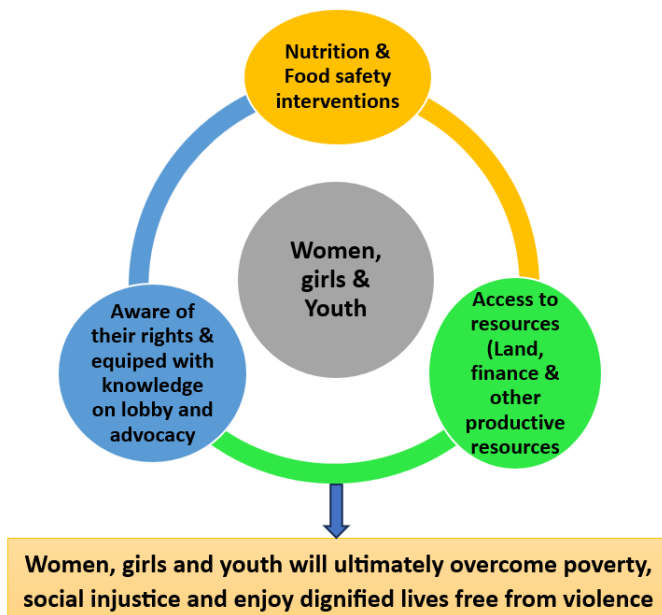 Nutrition &
Food safety
interventions
Women,
girls &
Youth
Aware of
their rights &
equiped with
knowledge
on lobby and
advocacy
Access to
resources
(Land,
finance &
other
productive
resources
Women, girls and youth will ultimately overcome poverty,
social injustice and enjoy dignified lives free from violence